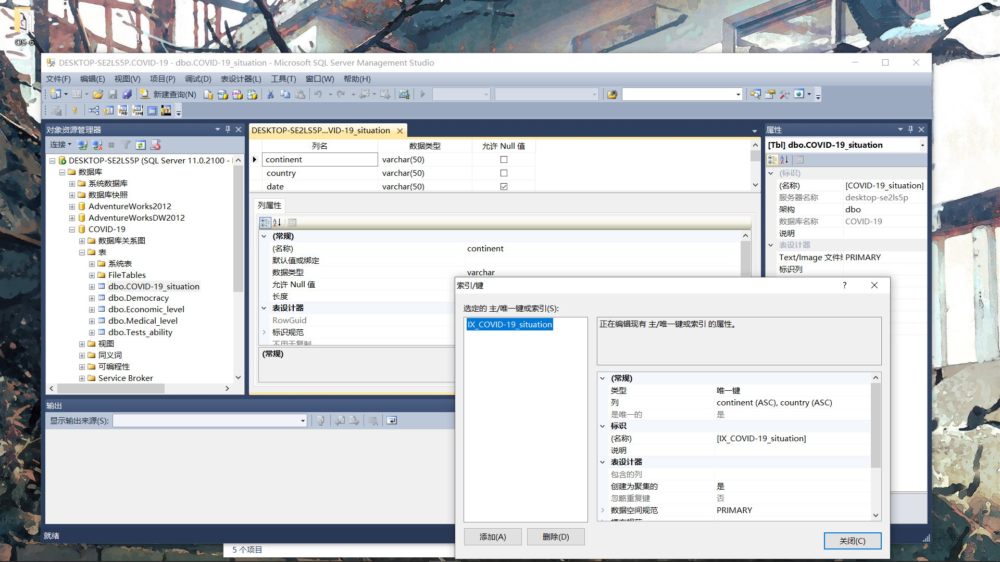 OS-6
DESKTOP-SE2LS5P.COVID-19 - dbo.COVID-19_situation - Microsoft SQL Server Management Studio
文件(F) 编辑(E) 视图(V) 项目(P) 调试(D) 表设计器(L) 工具(T) 窗口(W) 帮助(H)
新建查询(N)
对象资源管理器
连接
DESKTOP-SE2LS5P (SQL Server 11.0.2100 -
数据库
系统数据库
数据库快照
AdventureWorks2012
AdventureWorksDW2012
COVID-19
数据库关系图
表
系统表
FileTables
dbo.COVID-19_situation
dbo.Democracy
dbo.Economic_level
dbo.Medical_level
dbo.Tests_ability
视图
同义词
可编程性
Service Broker
DESKTOP-SE2LS5P...VID-19_situation
列名 数据类型 允许 Null 值
continent varchar(50)
country varchar(50)
date varchar(50)
列属性
(常规)
(名称) continent
默认值或绑定
数据类型 varchar
允许 Null 值
长度
表设计器
RowGuid
标识规范
不用于复制
(常规)
属性
[Tbl] dbo.COVID-19_situation
(标识)
(名称) [COVID-19_situation]
服务器名称 desktop-se2ls5p
架构 dbo
数据库名称 COVID-19
说明
表设计器
Text/Image 文件 PRIMARY
标识列
输出
显示输出来源(S):
就绪
5 个项目
索引/键 ?
选定的 主/唯一键或索引(S):
IX_COVID-19_situation
正在编辑现有 主/唯一键或索引 的属性。
(常规)
类型 唯一键
列 continent (ASC), country (ASC)
是唯一的 是
标识
(名称) [IX_COVID-19_situation]
说明
表设计器
包含的列
创建为聚集的 是
忽略重复键 否
数据空间规范 PRIMARY
添加(A) 删除(D)
关闭(C)